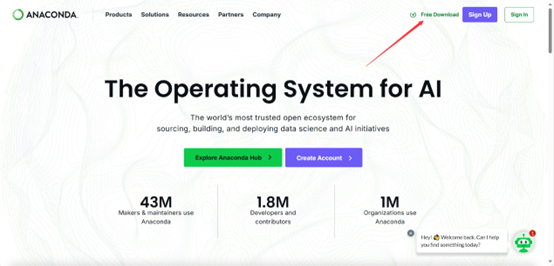 ANACONDA.
Products Solutions Resources Partners Company
Free Download Sign Up Sign In
The Operating System for AI
The world's most trusted open ecosystem for
sourcing, building, and deploying data science and AI initiatives
Explore Anaconda Hub >
Create Account >
43M
Makers & maintainers use
Anaconda
1.8M
Developers and
contributors
1M
Organizations use
Anaconda
Hey! 👩 Welcome back. Can I help
you find something today?
1